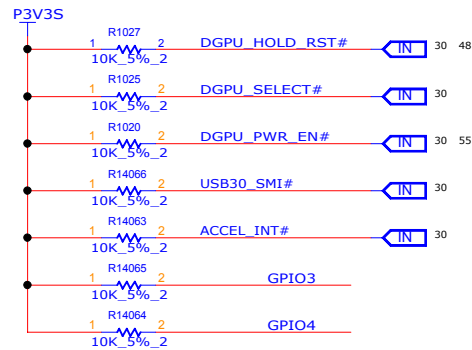 P3V3S
R1027
1 2 DGPU_HOLD_RST# IN 30 48
10K_5%_2
R1025
1 2 DGPU_SELECT# IN 30
10K_5%_2
R1020
1 2 DGPU_PWR_EN# IN 30 55
10K_5%_2
R14066
1 2 USB30_SMI# IN 30
10K_5%_2
R14063
1 2 ACCEL_INT# IN 30
10K_5%_2
R14065
1 2 GPIO3
10K_5%_2
R14064
1 2 GPIO4
10K_5%_2